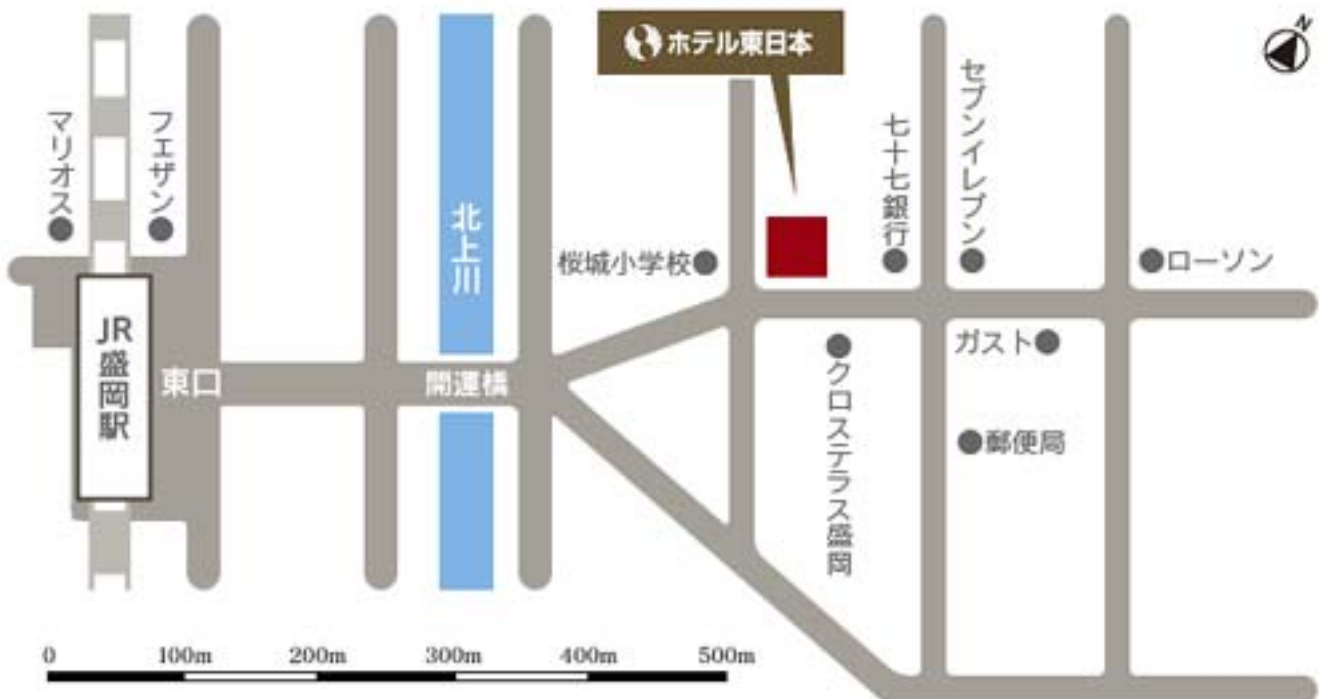 ホテル東日本
N
マリオス
フェザン
北上川
七十七銀行
セブンイレブン
桜城小学校
ローソン
JR盛岡駅
東口
開運橋
ガスト
クロステラス盛岡
郵便局
0 100m 200m 300m 400m 500m